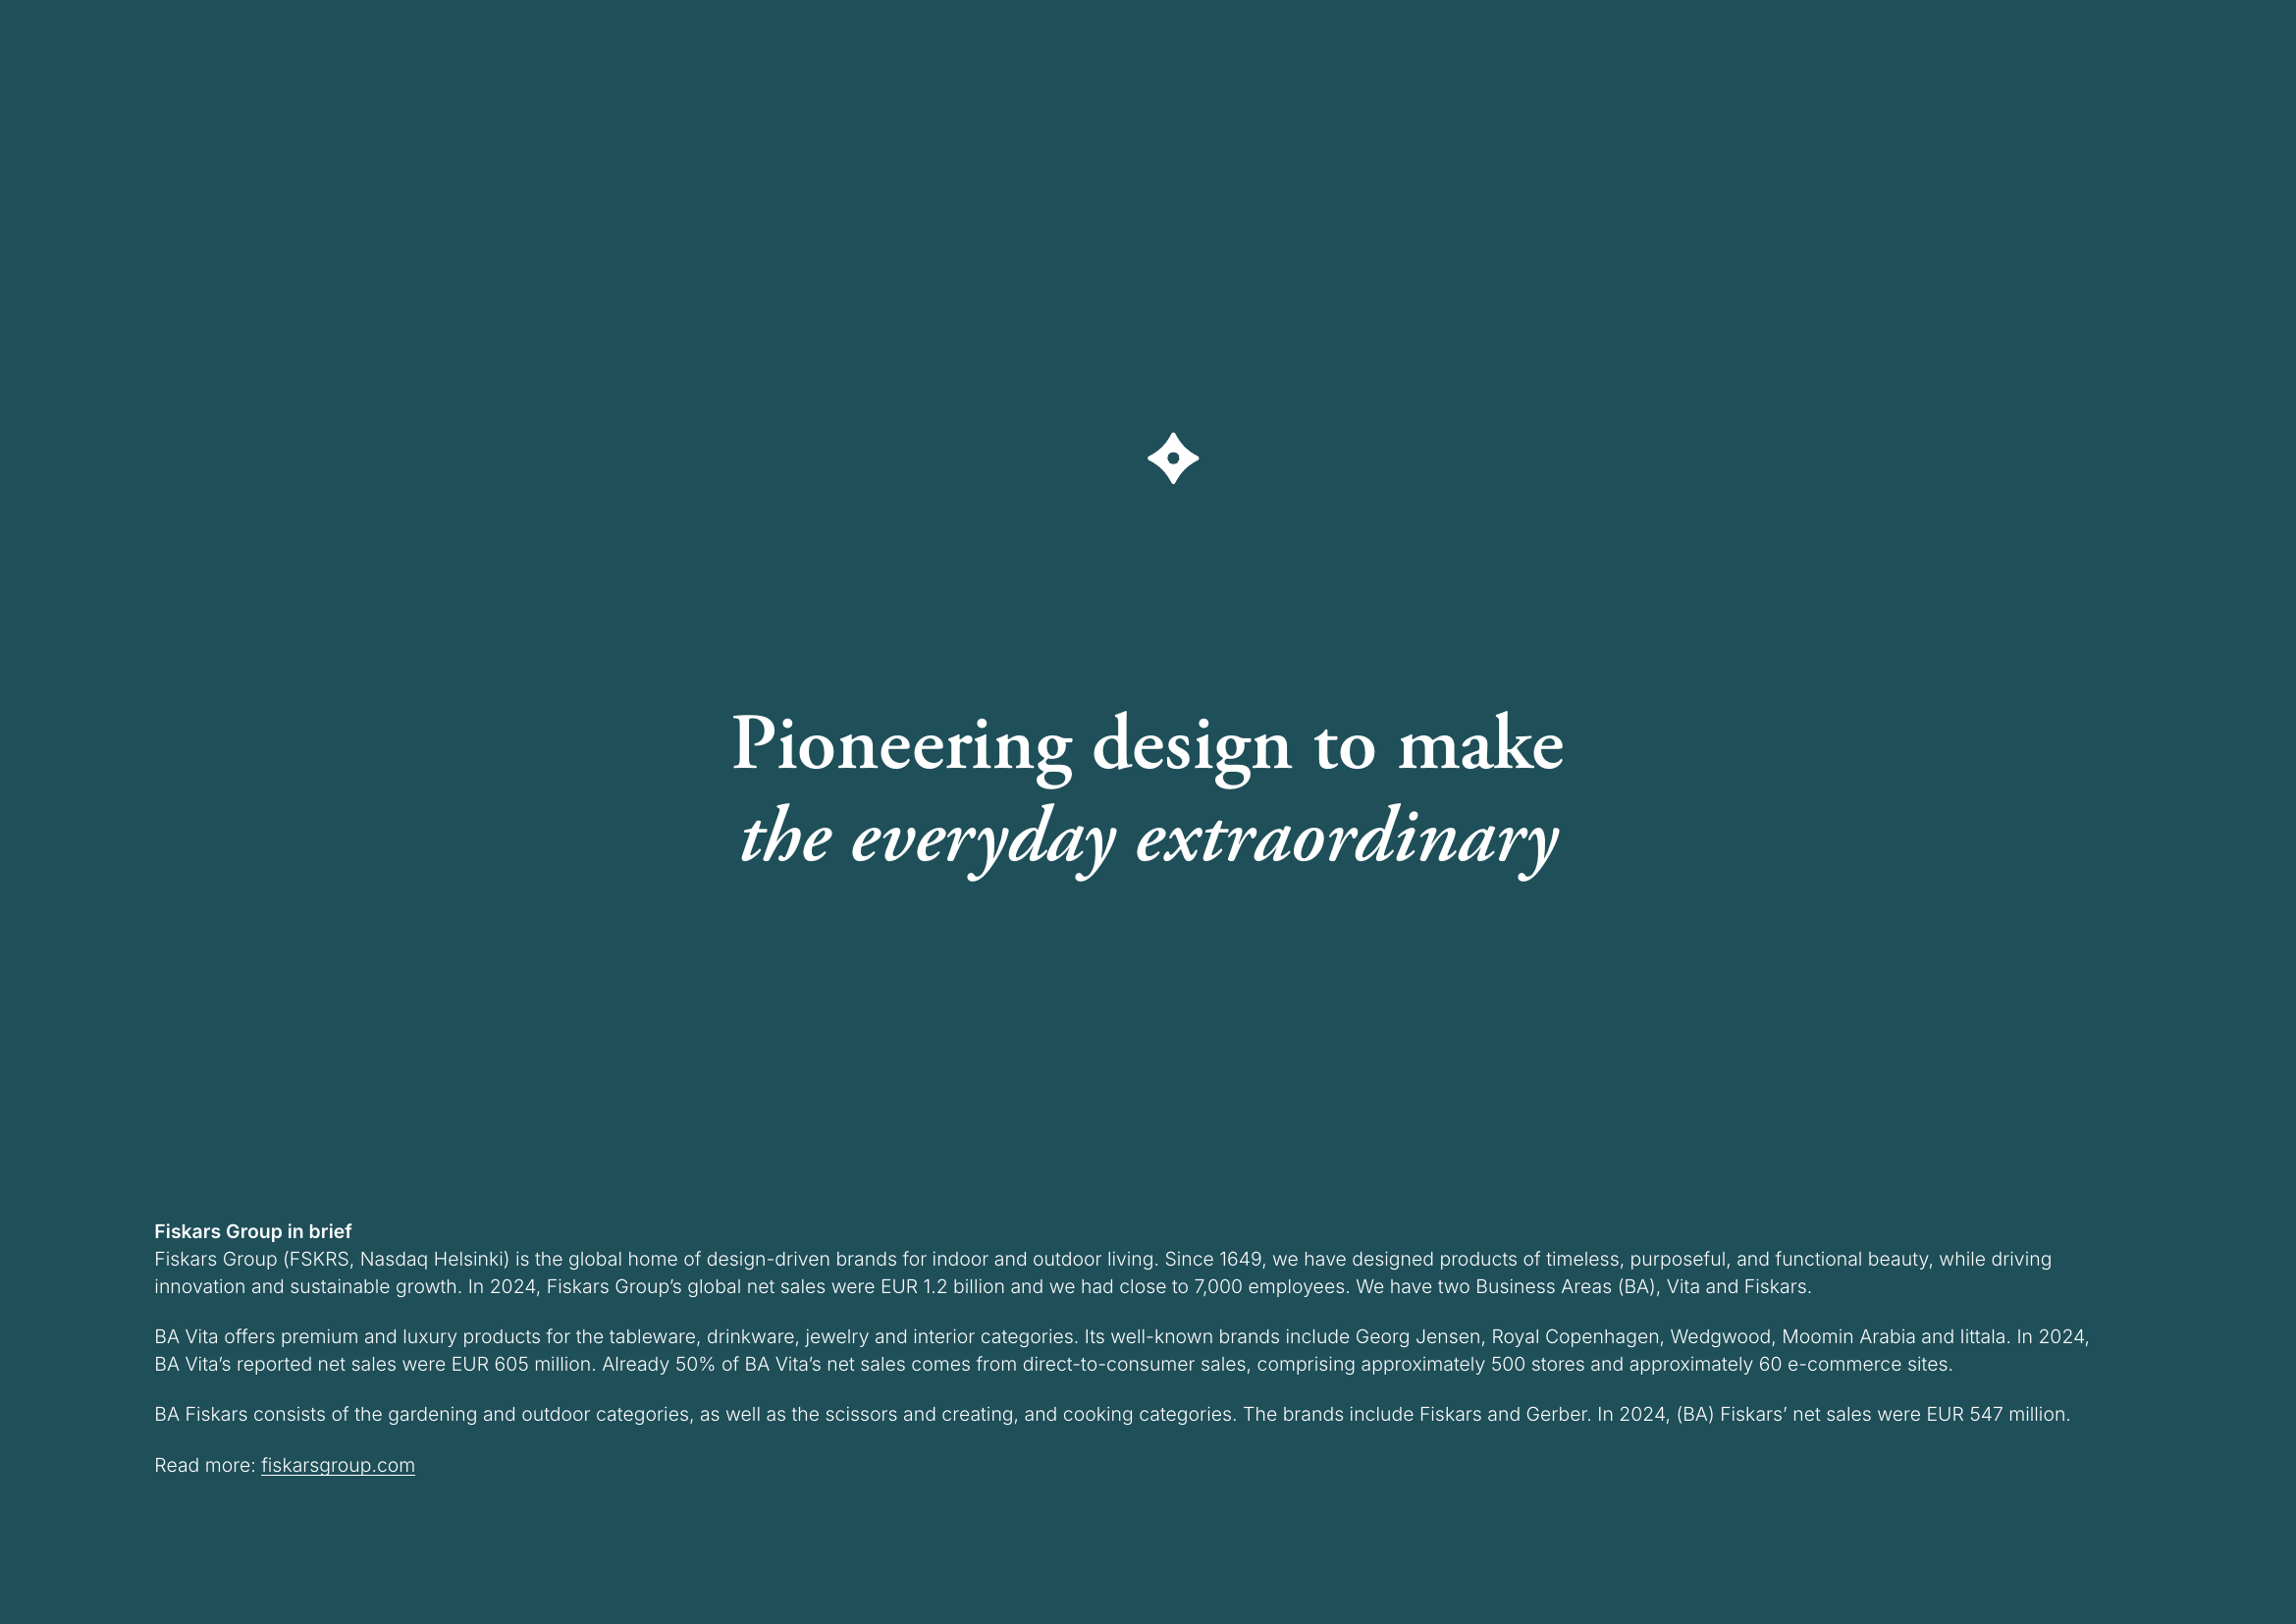 Pioneering design to make
the everyday extraordinary
Fiskars Group in brief
Fiskars Group (FSKRS, Nasdaq Helsinki) is the global home of design-driven brands for indoor and outdoor living. Since 1649, we have designed products of timeless, purposeful, and functional beauty, while driving
innovation and sustainable growth. In 2024, Fiskars Group’s global net sales were EUR 1.2 billion and we had close to 7,000 employees. We have two Business Areas (BA), Vita and Fiskars.
BA Vita offers premium and luxury products for the tableware, drinkware, jewelry and interior categories. Its well-known brands include Georg Jensen, Royal Copenhagen, Wedgwood, Moomin Arabia and Iittala. In 2024,
BA Vita’s reported net sales were EUR 605 million. Already 50% of BA Vita’s net sales comes from direct-to-consumer sales, comprising approximately 500 stores and approximately 60 e-commerce sites.
BA Fiskars consists of the gardening and outdoor categories, as well as the scissors and creating, and cooking categories. The brands include Fiskars and Gerber. In 2024, (BA) Fiskars’ net sales were EUR 547 million.
Read more: fiskarsgroup.com